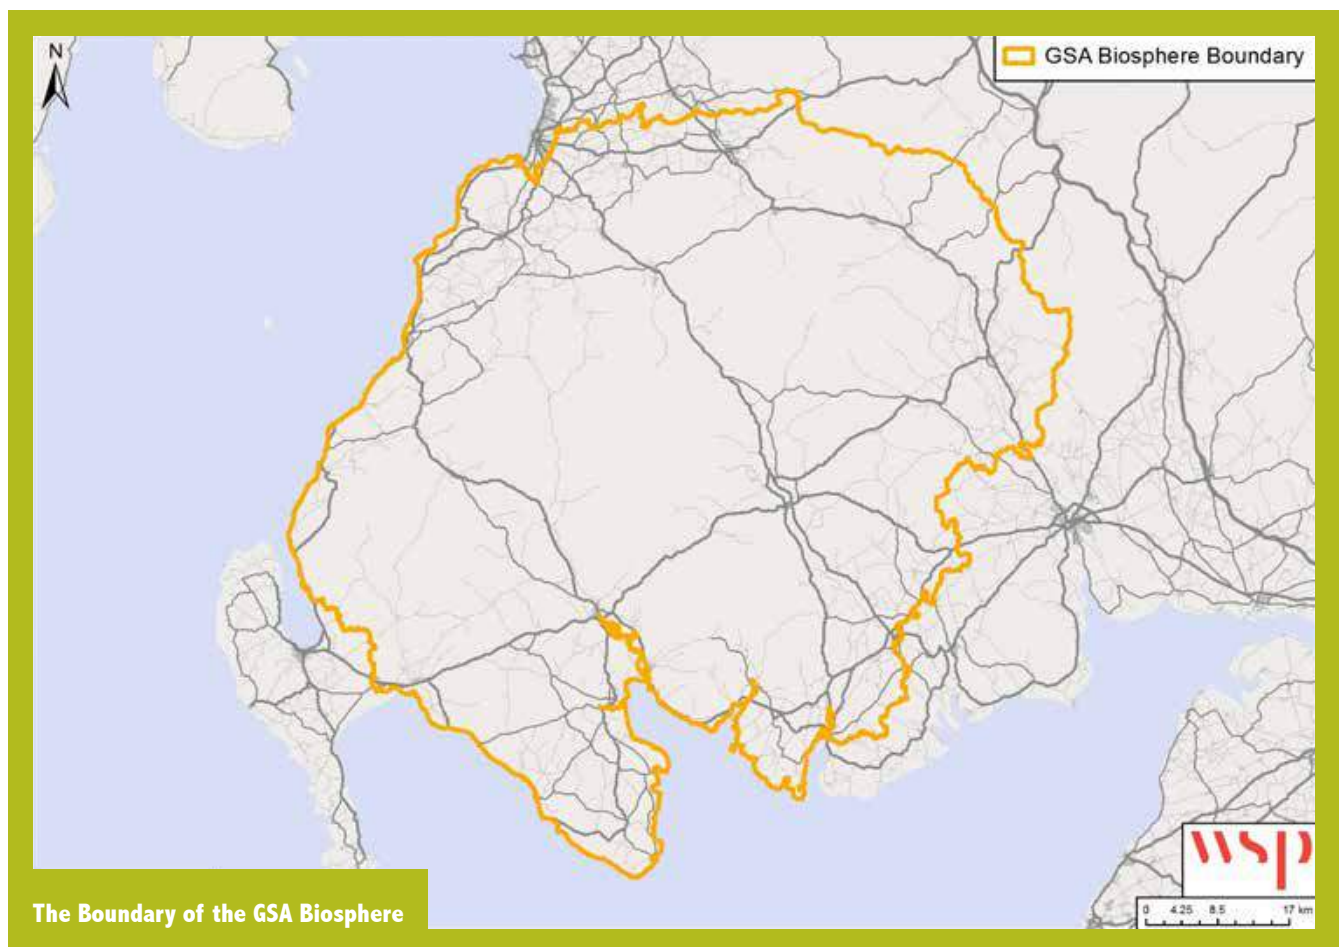 N
GSA Biosphere Boundary
wsp
0 4.25 8.5 17 km
The Boundary of the GSA Biosphere